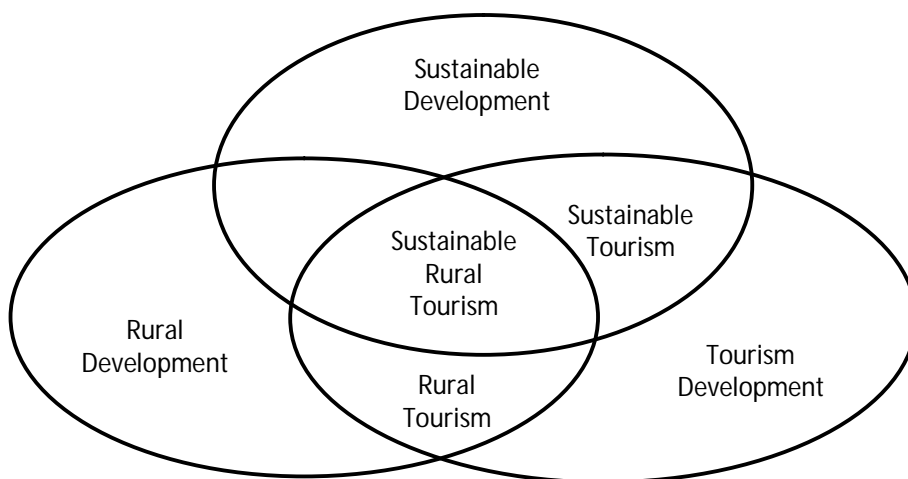 Sustainable
Development
Sustainable
Tourism
Sustainable
Rural
Tourism
Rural
Development
Tourism
Development
Rural
Tourism